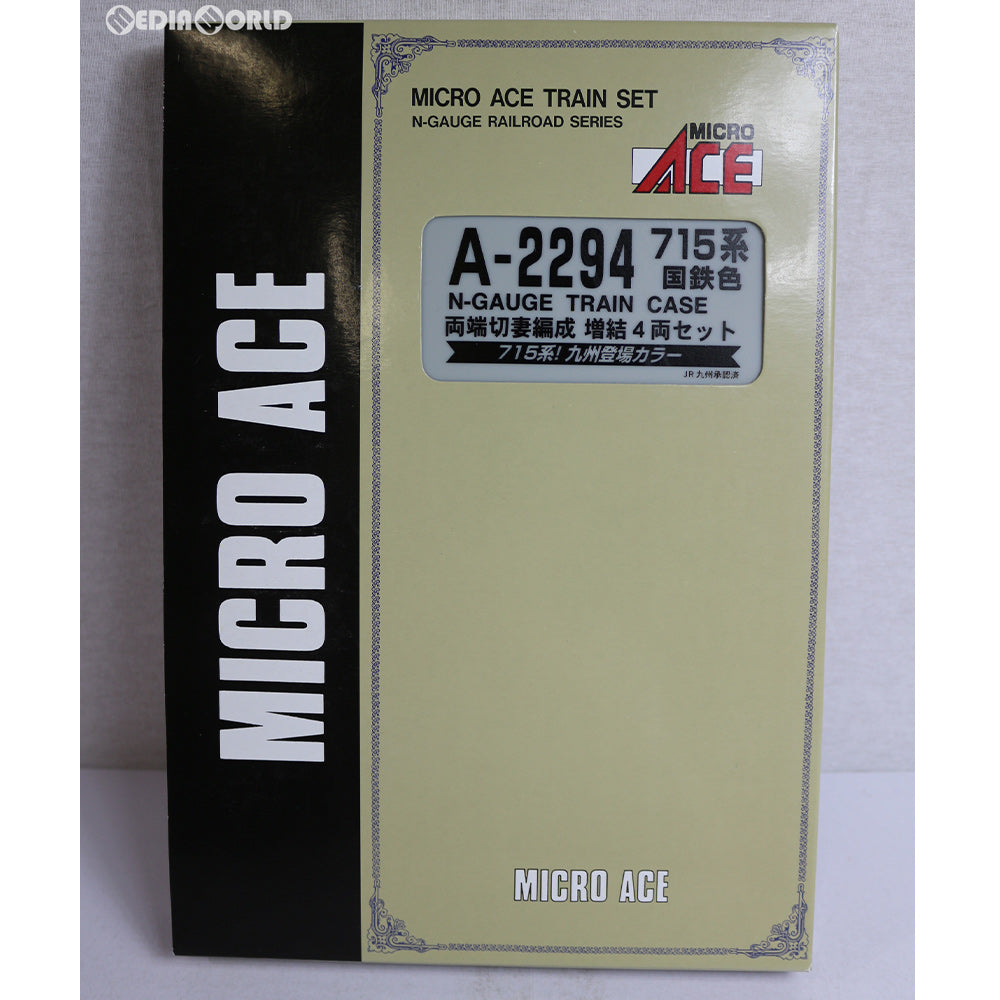 MEDIAWORLD
MICRO ACE TRAIN SET
N-GAUGE RAILROAD SERIES
MICRO
ACE
A-2294 715系
国鉄色
N-GAUGE TRAIN CASE
両端切妻編成 増結4両セット
715系! 九州登場カラー
JR九州承認済
MICRO ACE
MICRO ACE